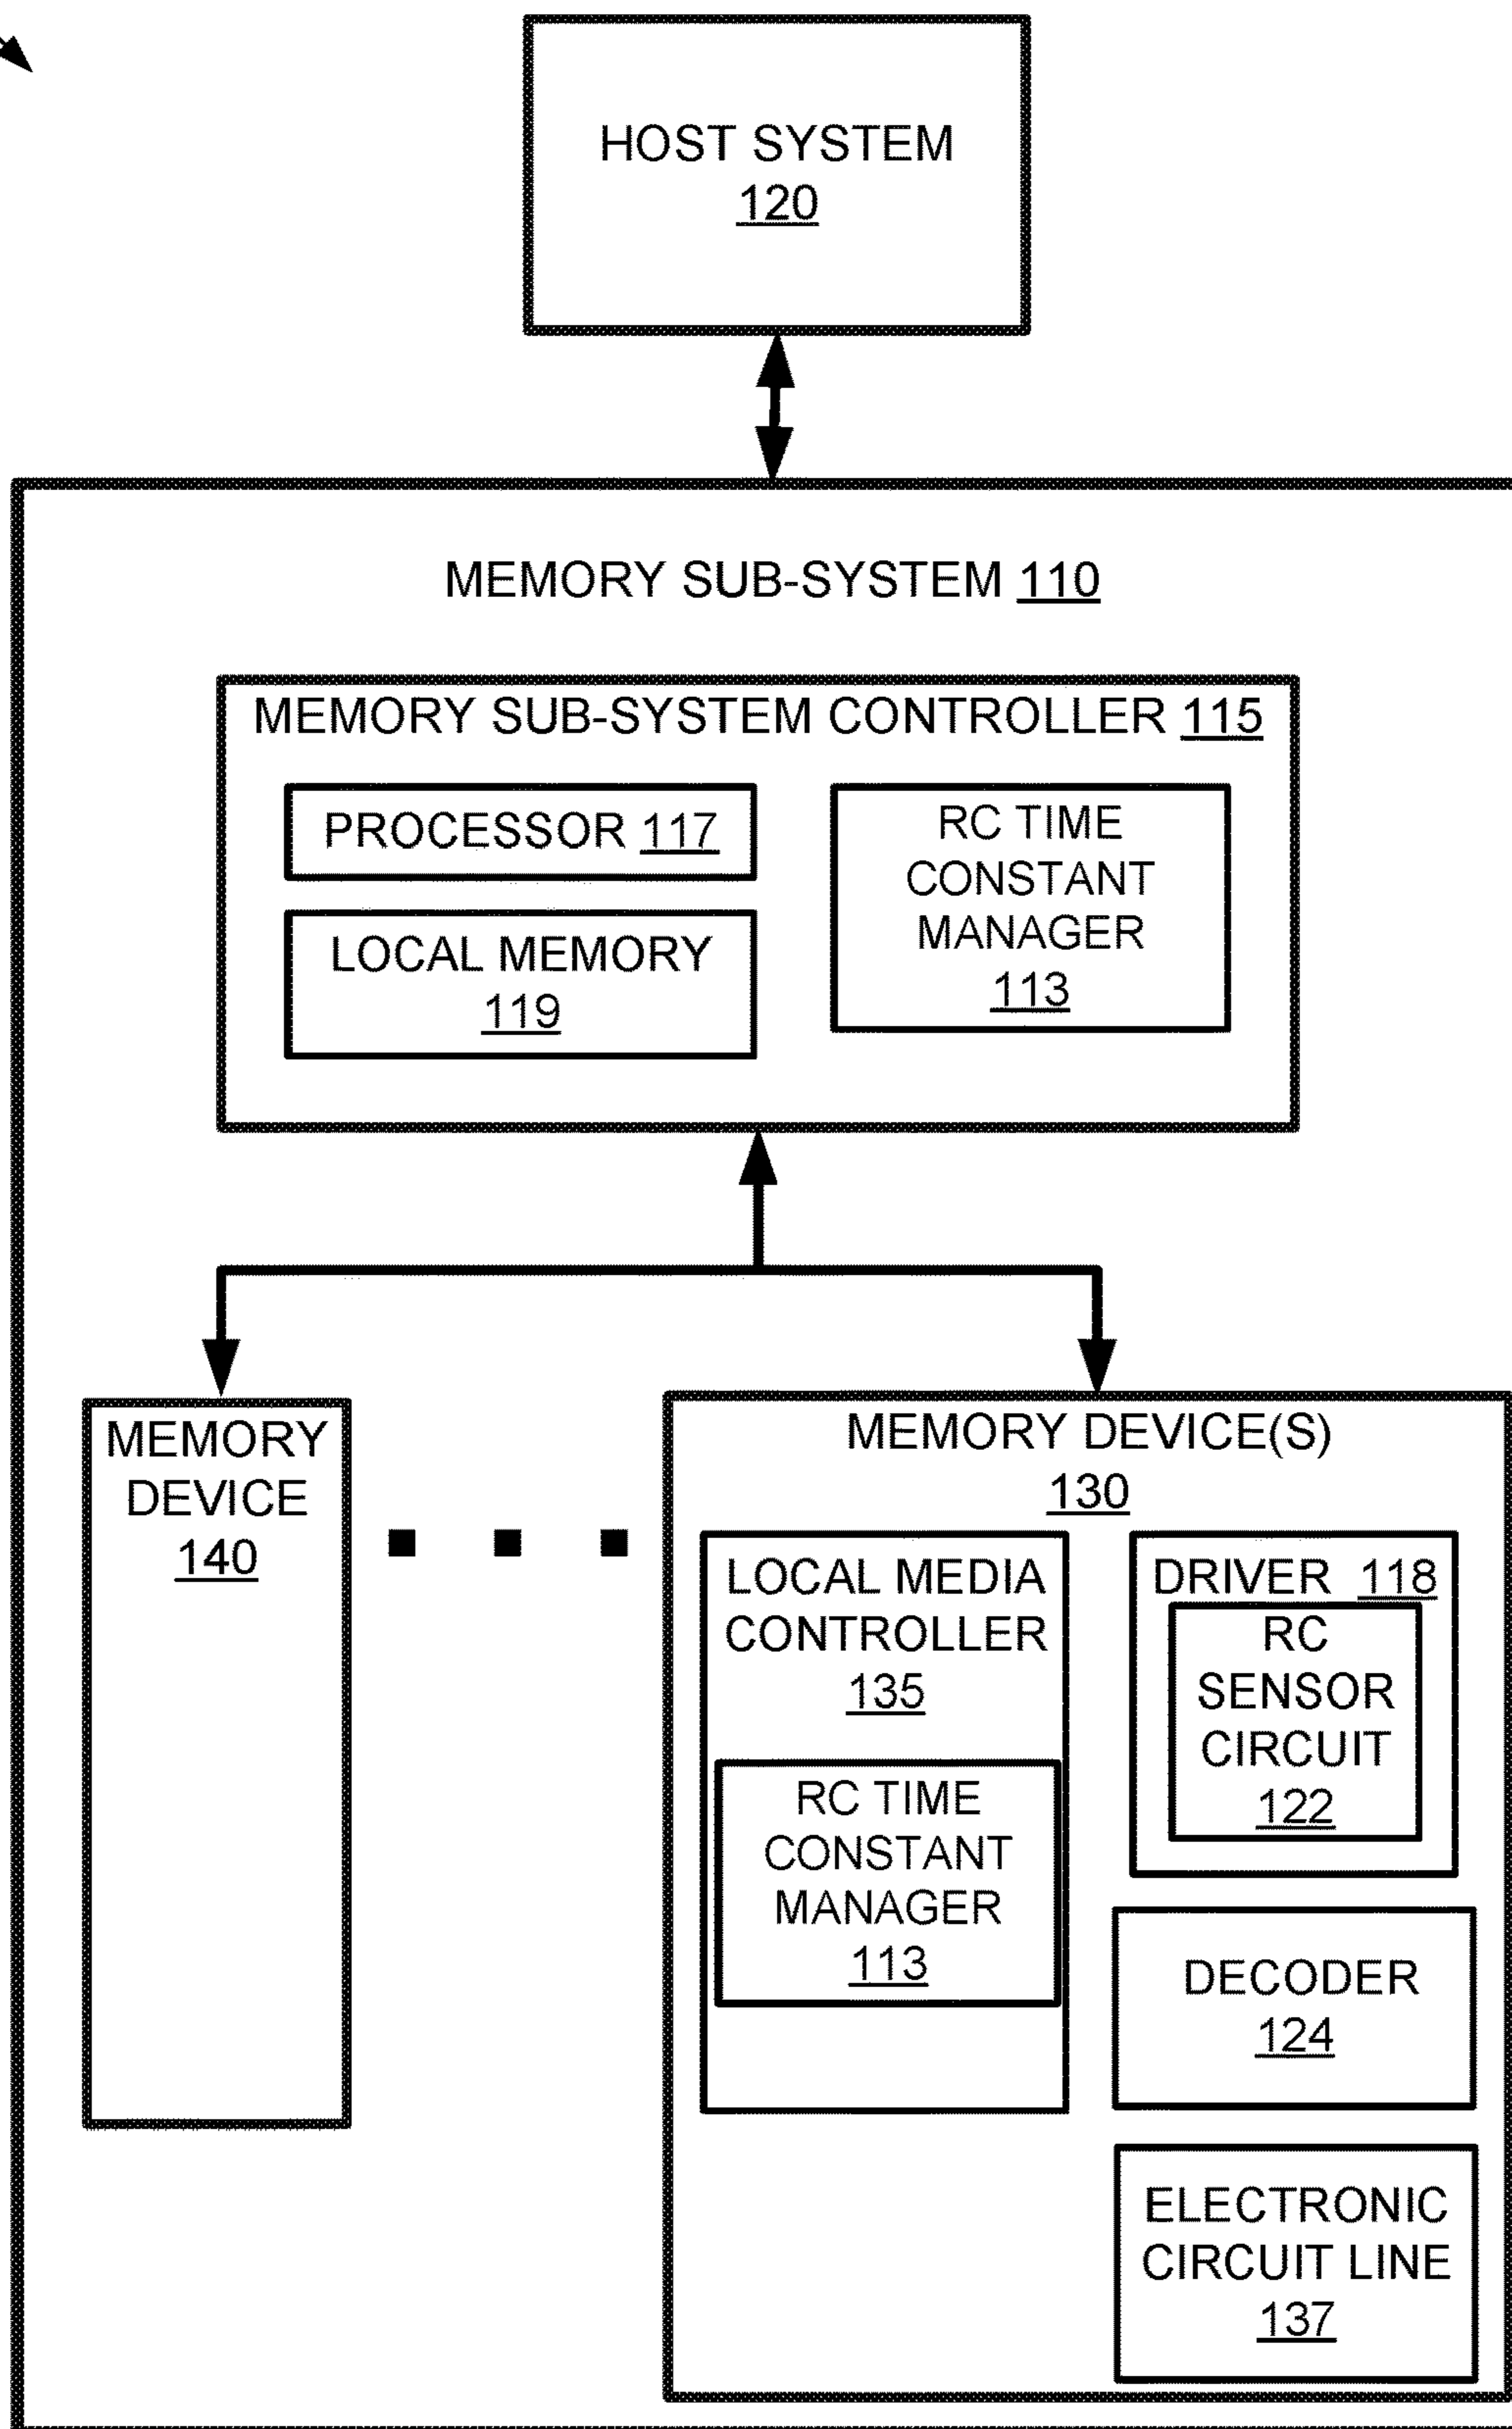 HOST SYSTEM
120
MEMORY SUB-SYSTEM 110
MEMORY SUB-SYSTEM CONTROLLER 115
PROCESSOR 117
LOCAL MEMORY
119
RC TIME
CONSTANT
MANAGER
113
MEMORY
DEVICE
140
MEMORY DEVICE(S)
130
LOCAL MEDIA
CONTROLLER
135
RC TIME
CONSTANT
MANAGER
113
DRIVER 118
RC
SENSOR
CIRCUIT
122
DECODER
124
ELECTRONIC
CIRCUIT LINE
137